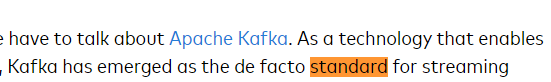 have to talk about Apache Kafka. As a technology that enables
, Kafka has emerged as the de facto standard for streaming